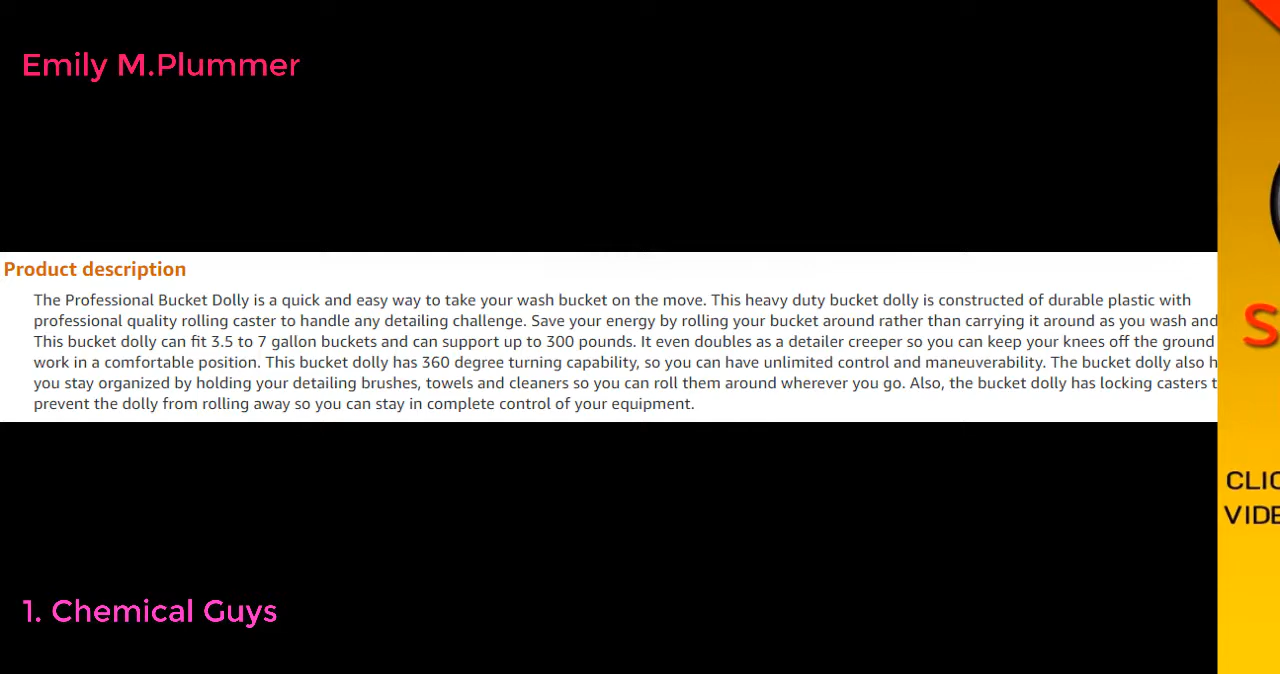 Emily M.Plummer
Product description
The Professional Bucket Dolly is a quick and easy way to take your wash bucket on the move. This heavy duty bucket dolly is constructed of durable plastic with
professional quality rolling caster to handle any detailing challenge. Save your energy by rolling your bucket around rather than carrying it around as you wash and
This bucket dolly can fit 3.5 to 7 gallon buckets and can support up to 300 pounds. It even doubles as a detailer creeper so you can keep your knees off the ground
work in a comfortable position. This bucket dolly has 360 degree turning capability, so you can have unlimited control and maneuverability. The bucket dolly also
you stay organized by holding your detailing brushes, towels and cleaners so you can roll them around wherever you go. Also, the bucket dolly has locking casters
prevent the dolly from rolling away so you can stay in complete control of your equipment.
1. Chemical Guys